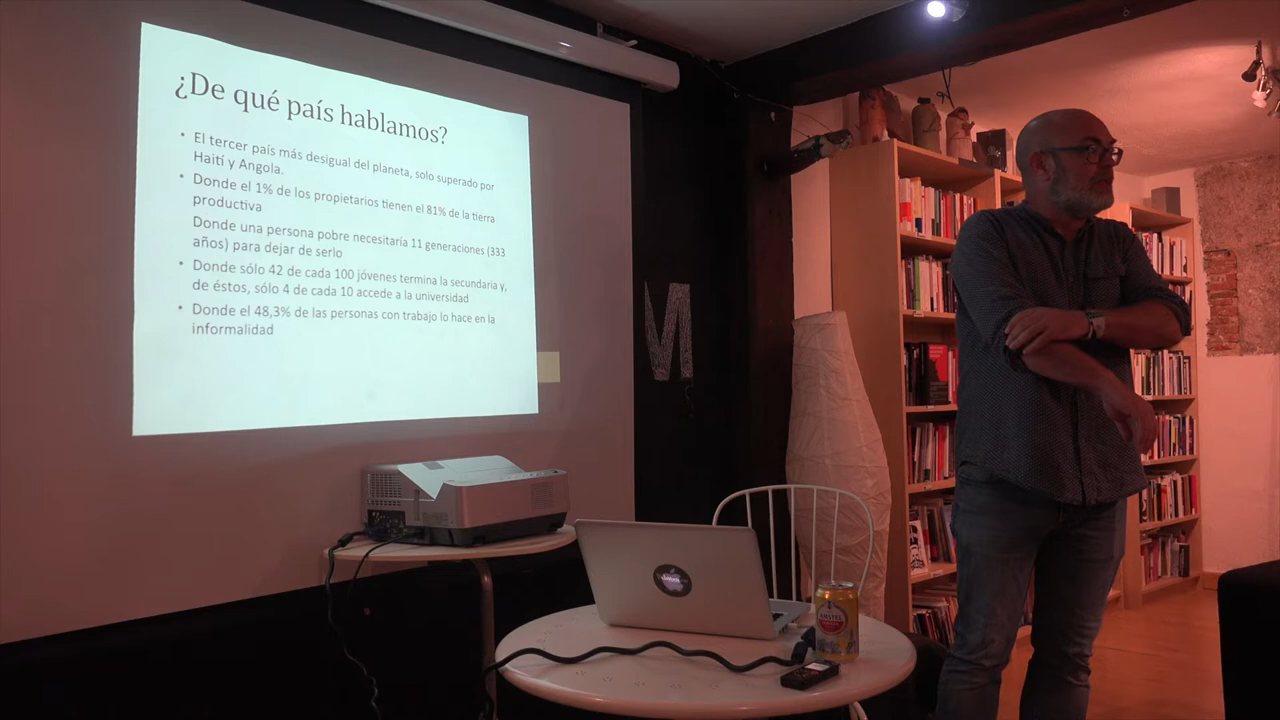 ¿De qué país hablamos?
• El tercer país más desigual del planeta, solo superado por
Haití y Angola.
• Donde el 1% de los propietarios tienen el 81% de la tierra
productiva
Donde una persona pobre necesitaría 11 generaciones (333
años) para dejar de serlo
• Donde sólo 42 de cada 100 jóvenes termina la secundaria y,
de éstos, sólo 4 de cada 10 accede a la universidad
• Donde el 48,3% de las personas con trabajo lo hace en la
informalidad
M
AMSTEL